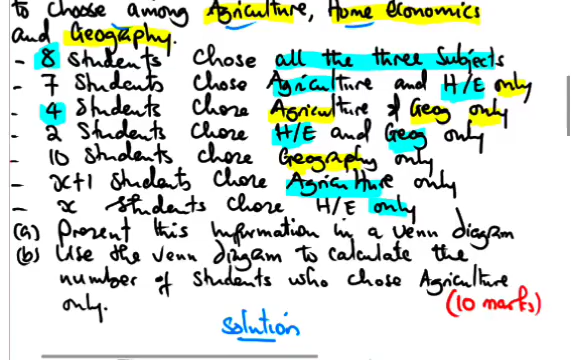 to choose among Agriculture, Home Economics
and Geography.
- 8 Students chose all the three subjects
- 7 Students chose Agriculture and H/E only
- 4 Students chose Agricul & Geog only
- 2 Students chose H/E and Geog only
- 10 Students chose Geography only
- x+1 Students chose Agriculture only
- x Students chose H/E only
(a) Present this information in a venn diagram
(b) Use the venn diagram to calculate the
number of students who chose Agriculture
only.
(10 marks)
Solution